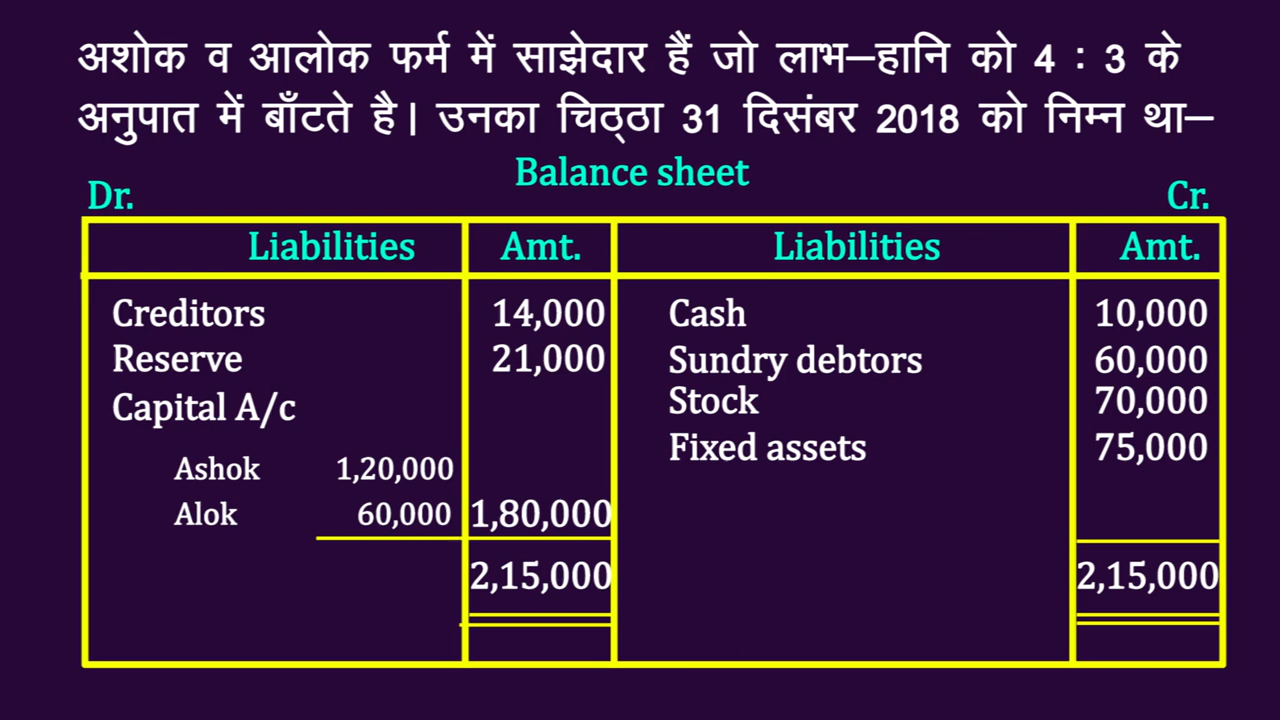 अशोक व आलोक फर्म में साझेदार हैं जो लाभ–हानि को 4 : 3 के
अनुपात में बाँटते है। उनका चिठ्ठा 31 दिसंबर 2018 को निम्न था–
Balance sheet
Dr. Cr.
Liabilities Amt. Liabilities Amt.
Creditors 14,000 Cash 10,000
Reserve 21,000 Sundry debtors 60,000
Capital A/c Stock 70,000
Fixed assets 75,000
Ashok 1,20,000
Alok 60,000 1,80,000
2,15,000 2,15,000